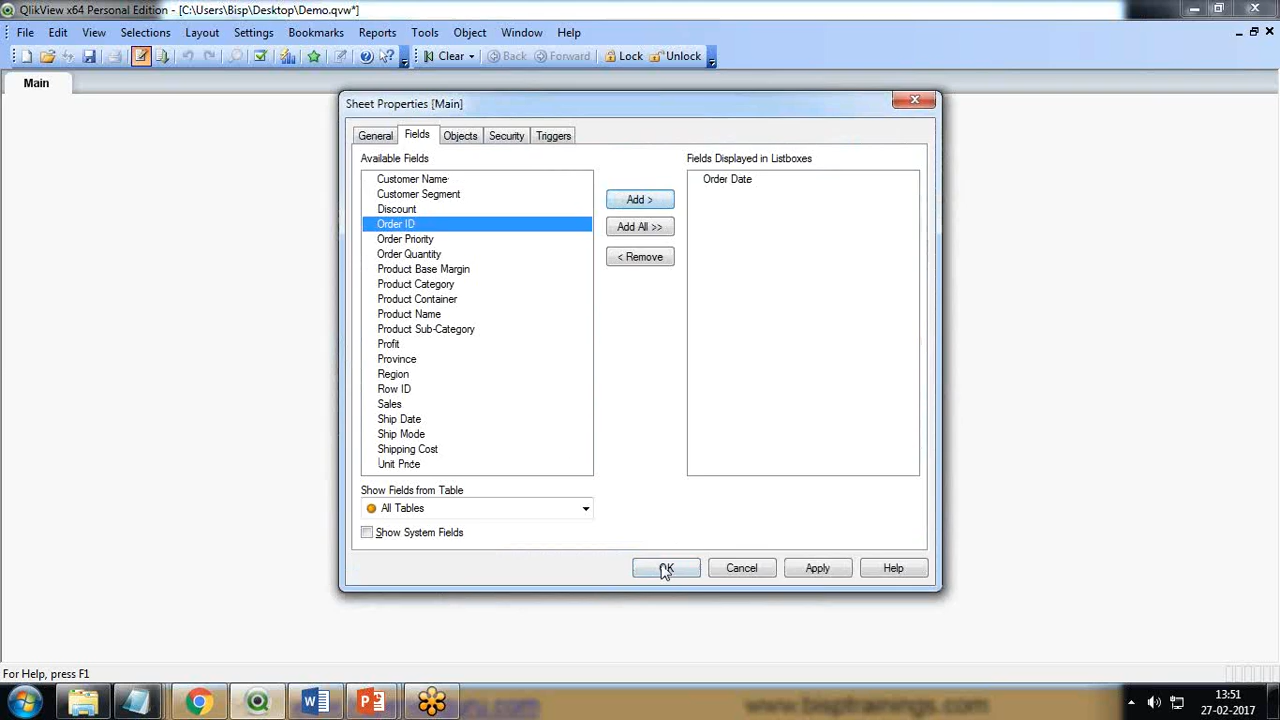 QlikView x64 Personal Edition - [C:\Users\Bisp\Desktop\Demo.qvw*]
File Edit View Selections Layout Settings Bookmarks Reports Tools Object Window Help
Clear Back Forward Lock Unlock
Main
Sheet Properties [Main]
General Fields Objects Security Triggers
Available Fields
Fields Displayed in Listboxes
Customer Name
Customer Segment
Discount
Order ID
Order Priority
Order Quantity
Product Base Margin
Product Category
Product Container
Product Name
Product Sub-Category
Profit
Province
Region
Row ID
Sales
Ship Date
Ship Mode
Shipping Cost
Unit Price
Add >
Add All >>
< Remove
Order Date
Show Fields from Table
All Tables
Show System Fields
OK Cancel Apply Help
For Help, press F1
www.bisptrainings.com
13:51
27-02-2017